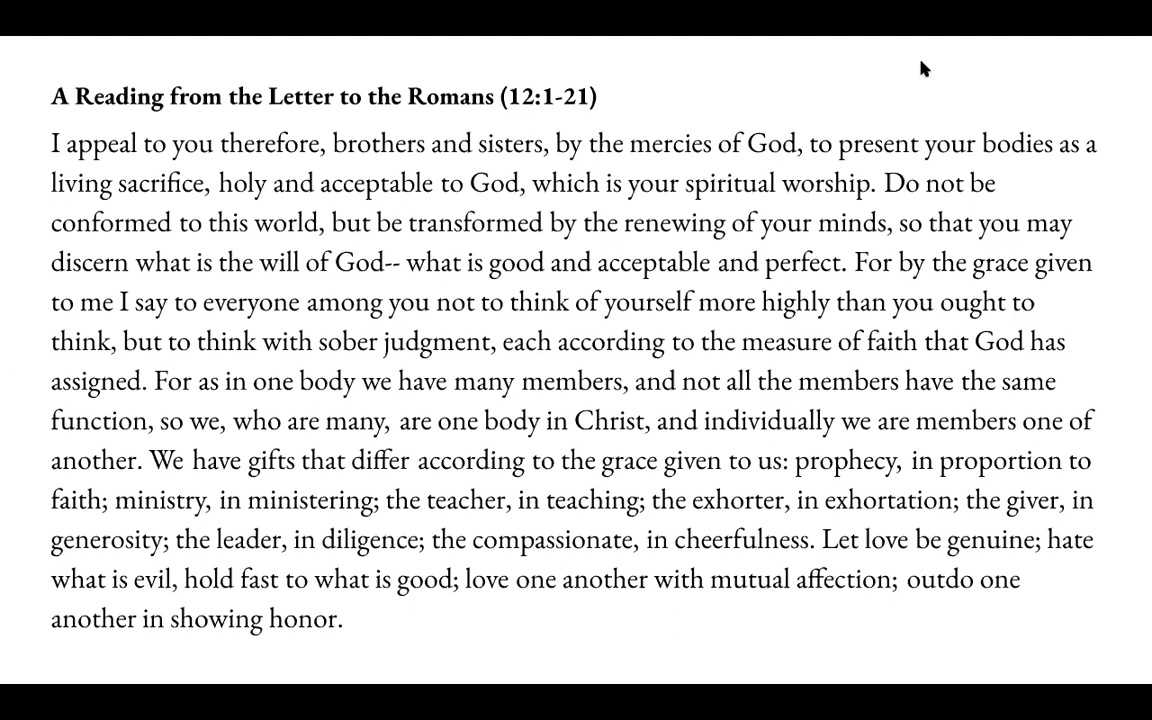 A Reading from the Letter to the Romans (12:1-21)
I appeal to you therefore, brothers and sisters, by the mercies of God, to present your bodies as a
living sacrifice, holy and acceptable to God, which is your spiritual worship. Do not be
conformed to this world, but be transformed by the renewing of your minds, so that you may
discern what is the will of God-- what is good and acceptable and perfect. For by the grace given
to me I say to everyone among you not to think of yourself more highly than you ought to
think, but to think with sober judgment, each according to the measure of faith that God has
assigned. For as in one body we have many members, and not all the members have the same
function, so we, who are many, are one body in Christ, and individually we are members one of
another. We have gifts that differ according to the grace given to us: prophecy, in proportion to
faith; ministry, in ministering; the teacher, in teaching; the exhorter, in exhortation; the giver, in
generosity; the leader, in diligence; the compassionate, in cheerfulness. Let love be genuine; hate
what is evil, hold fast to what is good; love one another with mutual affection; outdo one
another in showing honor.